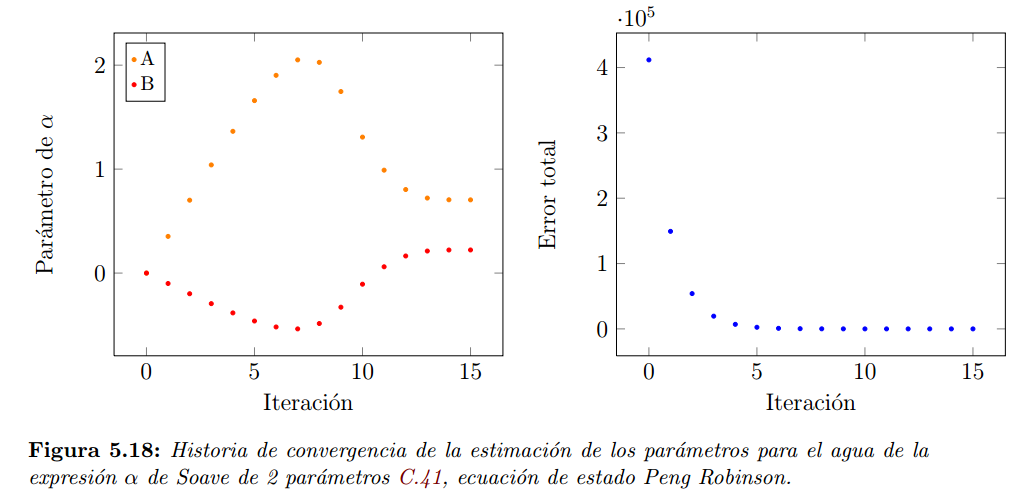 2
1
0
A
B
Parámetro de α
0 5 10 15
Iteración
·10⁵
4
3
2
1
0
Error total
0 5 10 15
Iteración
Figura 5.18: Historia de convergencia de la estimación de los parámetros para el agua de la
expresión α de Soave de 2 parámetros C.41, ecuación de estado Peng Robinson.